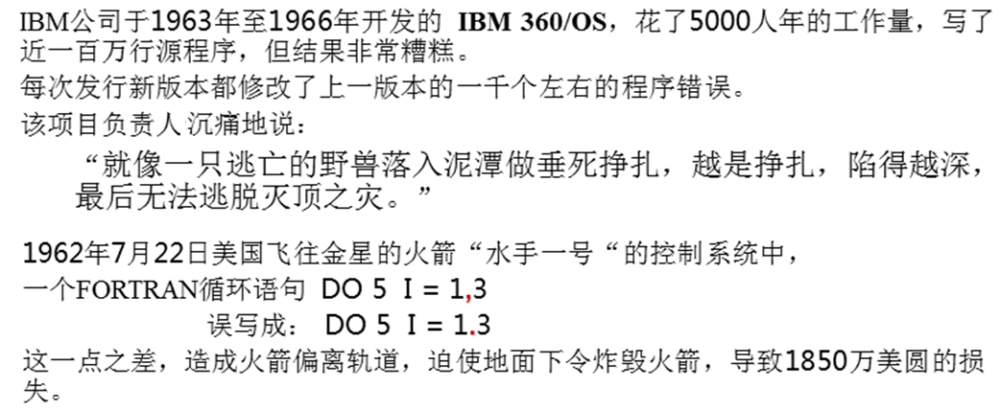 IBM公司于1963年至1966年开发的 IBM 360/OS，花了5000人年的工作量，写了
近一百万行源程序，但结果非常糟糕。
每次发行新版本都修改了上一版本的一千个左右的程序错误。
该项目负责人沉痛地说：
“就像一只逃亡的野兽落入泥潭做垂死挣扎，越是挣扎，陷得越深，
最后无法逃脱灭顶之灾。”
1962年7月22日美国飞往金星的火箭“水手一号“的控制系统中，
一个FORTRAN循环语句 DO 5 I = 1,3
误写成： DO 5 I = 1.3
这一点之差，造成火箭偏离轨道，迫使地面下令炸毁火箭，导致1850万美圆的损
失。